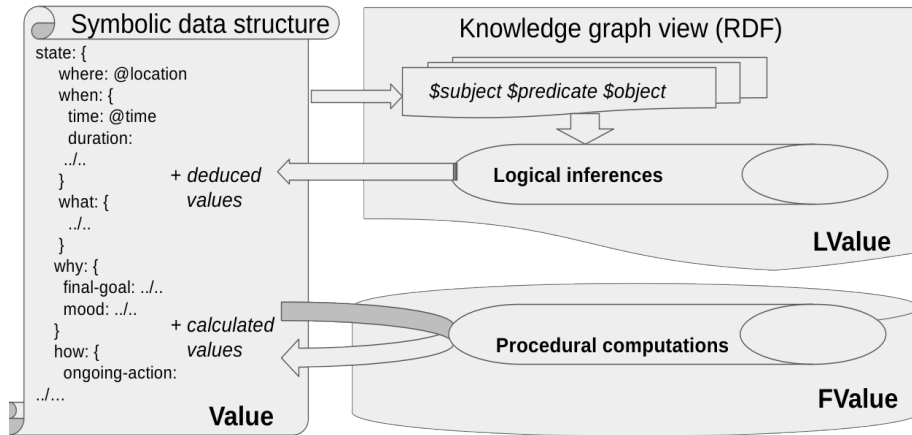 Symbolic data structure
state: {
where: @location
when: {
time: @time
duration:
../..
}
what: {
../..
}
why: {
final-goal: ../..
mood: ../..
}
how: {
ongoing-action:
../…
+ deduced
values
+ calculated
values
Value
Knowledge graph view (RDF)
$subject $predicate $object
Logical inferences
LValue
Procedural computations
FValue